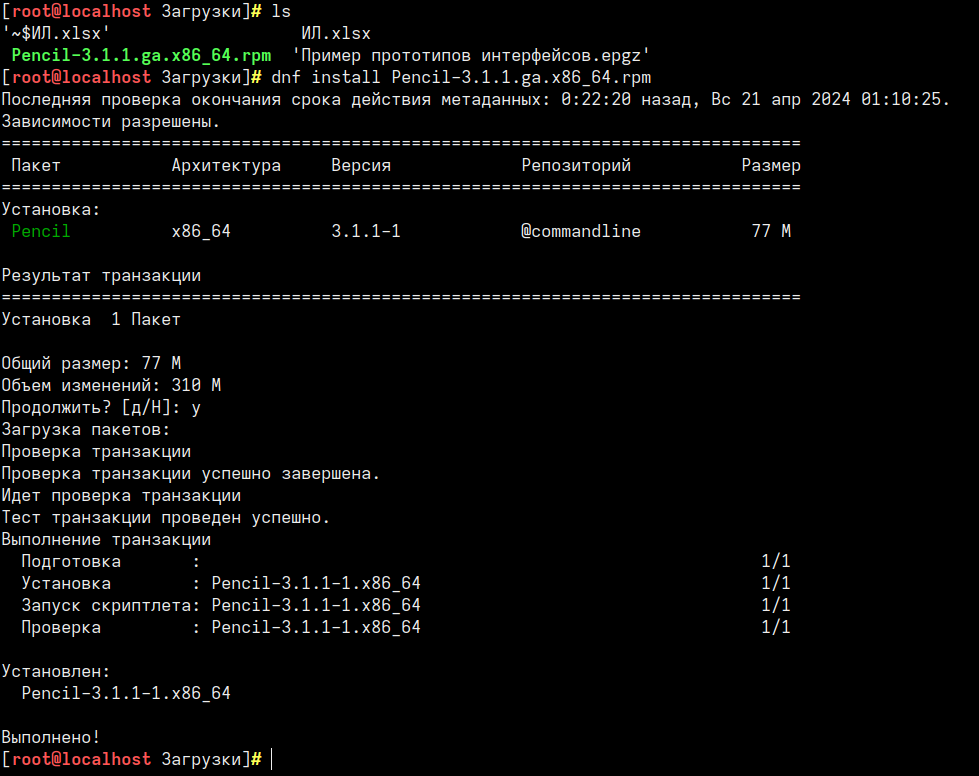 [root@localhost Загрузки]# ls
'~$ИЛ.xlsx' ИЛ.xlsx
Pencil-3.1.1.ga.x86_64.rpm 'Пример прототипов интерфейсов.epgz'
[root@localhost Загрузки]# dnf install Pencil-3.1.1.ga.x86_64.rpm
Последняя проверка окончания срока действия метаданных: 0:22:20 назад, Вс 21 апр 2024 01:10:25.
Зависимости разрешены.
================================================================================
Пакет Архитектура Версия Репозиторий Размер
================================================================================
Установка:
Pencil x86_64 3.1.1-1 @commandline 77 M
Результат транзакции
================================================================================
Установка 1 Пакет
Общий размер: 77 M
Объем изменений: 310 M
Продолжить? [д/Н]: y
Загрузка пакетов:
Проверка транзакции
Проверка транзакции успешно завершена.
Идет проверка транзакции
Тест транзакции проведен успешно.
Выполнение транзакции
Подготовка : 1/1
Установка : Pencil-3.1.1-1.x86_64 1/1
Запуск скриптлета: Pencil-3.1.1-1.x86_64 1/1
Проверка : Pencil-3.1.1-1.x86_64 1/1
Установлен:
Pencil-3.1.1-1.x86_64
Выполнено!
[root@localhost Загрузки]#